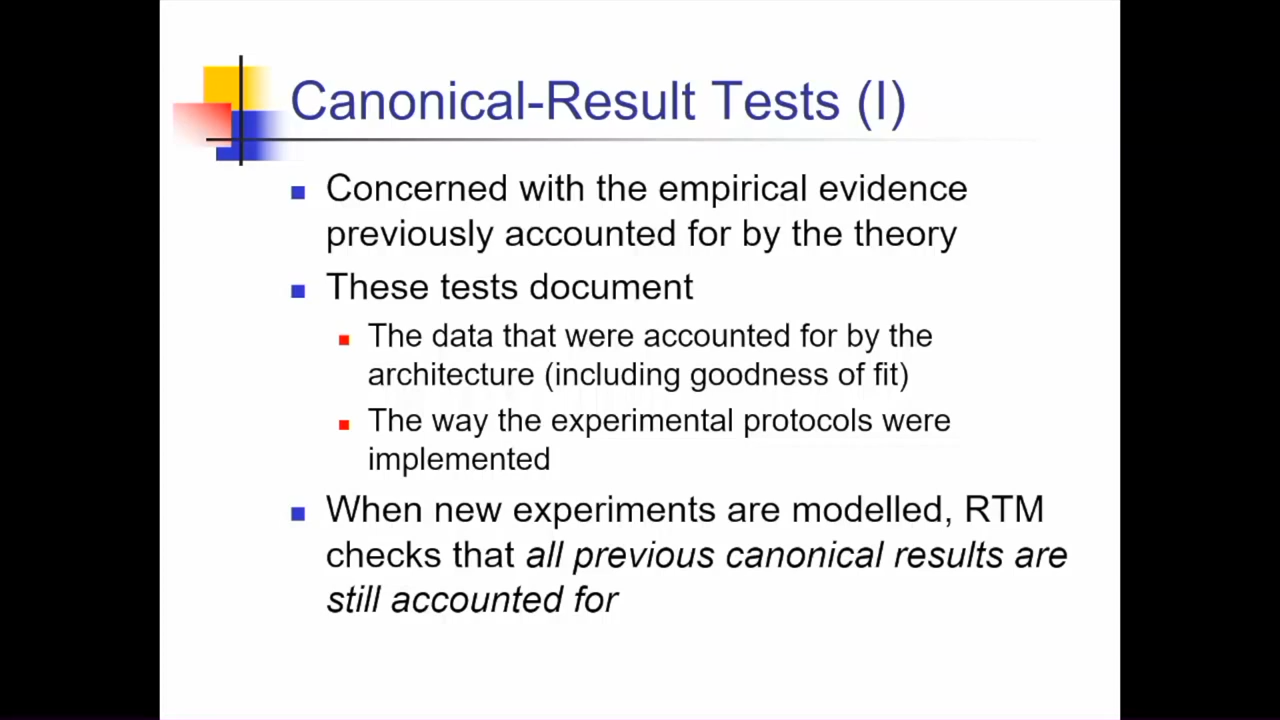 Canonical-Result Tests (I)
Concerned with the empirical evidence
previously accounted for by the theory
These tests document
The data that were accounted for by the
architecture (including goodness of fit)
The way the experimental protocols were
implemented
When new experiments are modelled, RTM
checks that all previous canonical results are
still accounted for